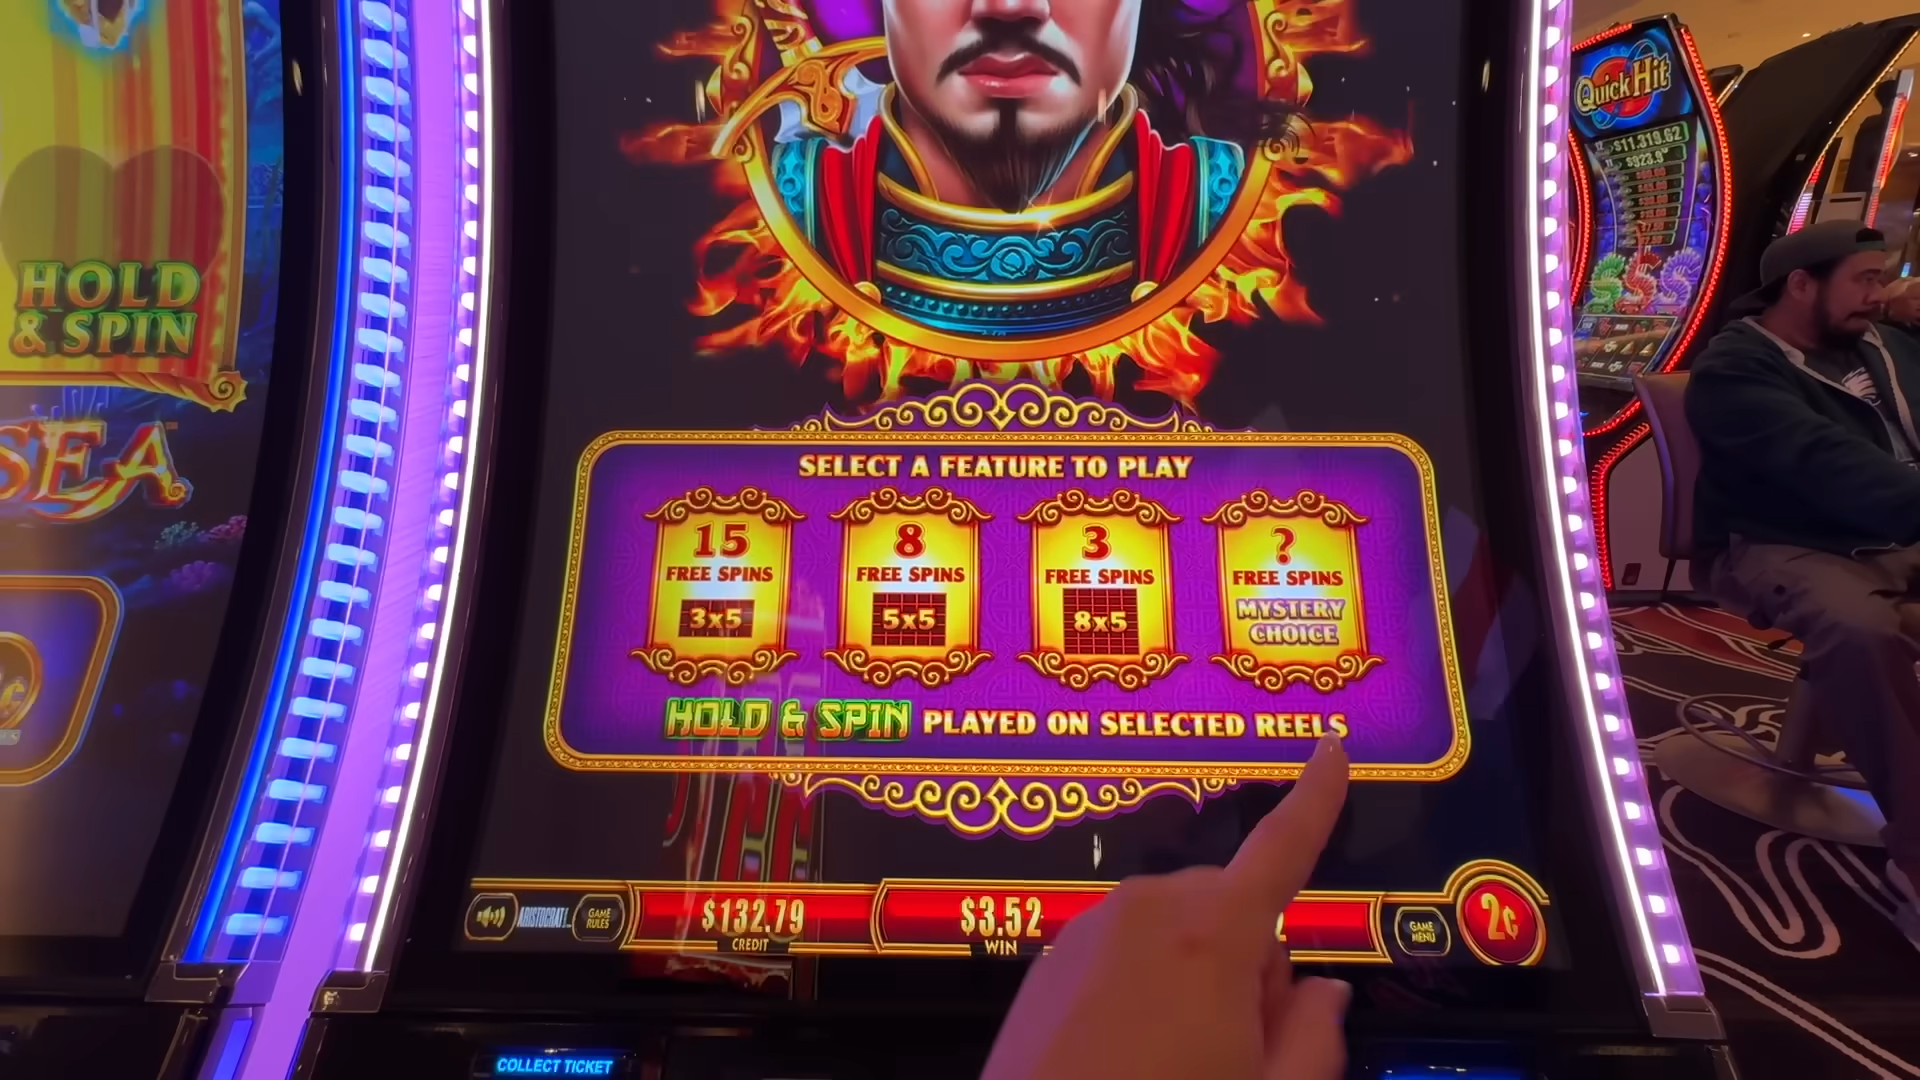 HOLD
& SPIN
SEA
Quick Hit
$11,319.62
$923.9
SELECT A FEATURE TO PLAY
15
FREE SPINS
3x5
8
FREE SPINS
5x5
3
FREE SPINS
8x5
?
FREE SPINS
MYSTERY
CHOICE
HOLD & SPIN PLAYED ON SELECTED REELS
ARISTOCRAT
GAME
RULES
$132.79
CREDIT
$3.52
WIN
2
GAME
MENU
2¢
COLLECT TICKET